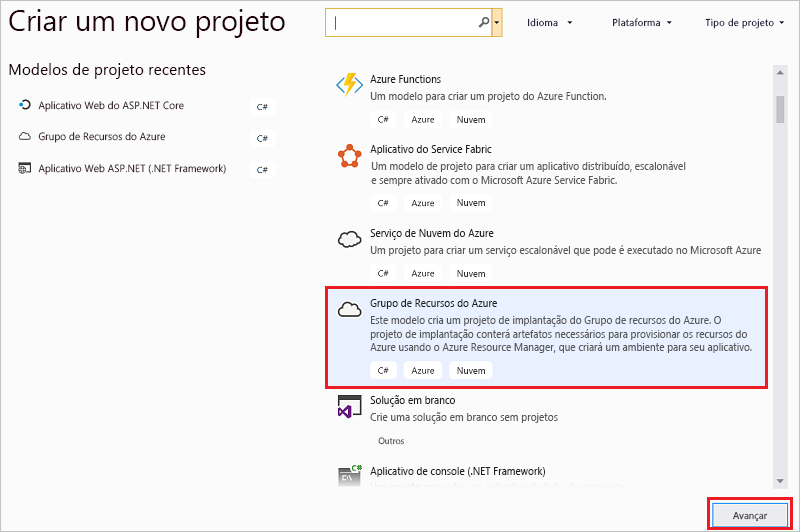 Criar um novo projeto
Idioma
Plataforma
Tipo de projeto
Modelos de projeto recentes
Aplicativo Web do ASP.NET Core
C#
Grupo de Recursos do Azure
C#
Aplicativo Web ASP.NET (.NET Framework)
C#
Azure Functions
Um modelo para criar um projeto do Azure Function.
C# Azure Nuvem
Aplicativo do Service Fabric
Um modelo de projeto para criar um aplicativo distribuído, escalonável
e sempre ativado com o Microsoft Azure Service Fabric.
C# Azure Nuvem
Serviço de Nuvem do Azure
Um projeto para criar um serviço escalonável que pode é executado no Microsoft Azure
C# Azure Nuvem
Grupo de Recursos do Azure
Este modelo cria um projeto de implantação do Grupo de recursos do Azure. O
projeto de implantação conterá artefatos necessários para provisionar os recursos do
Azure usando o Azure Resource Manager, que criará um ambiente para seu aplicativo.
C# Azure Nuvem
Solução em branco
Crie uma solução em branco sem projetos
Outros
C#
Aplicativo de console (.NET Framework)
Avançar